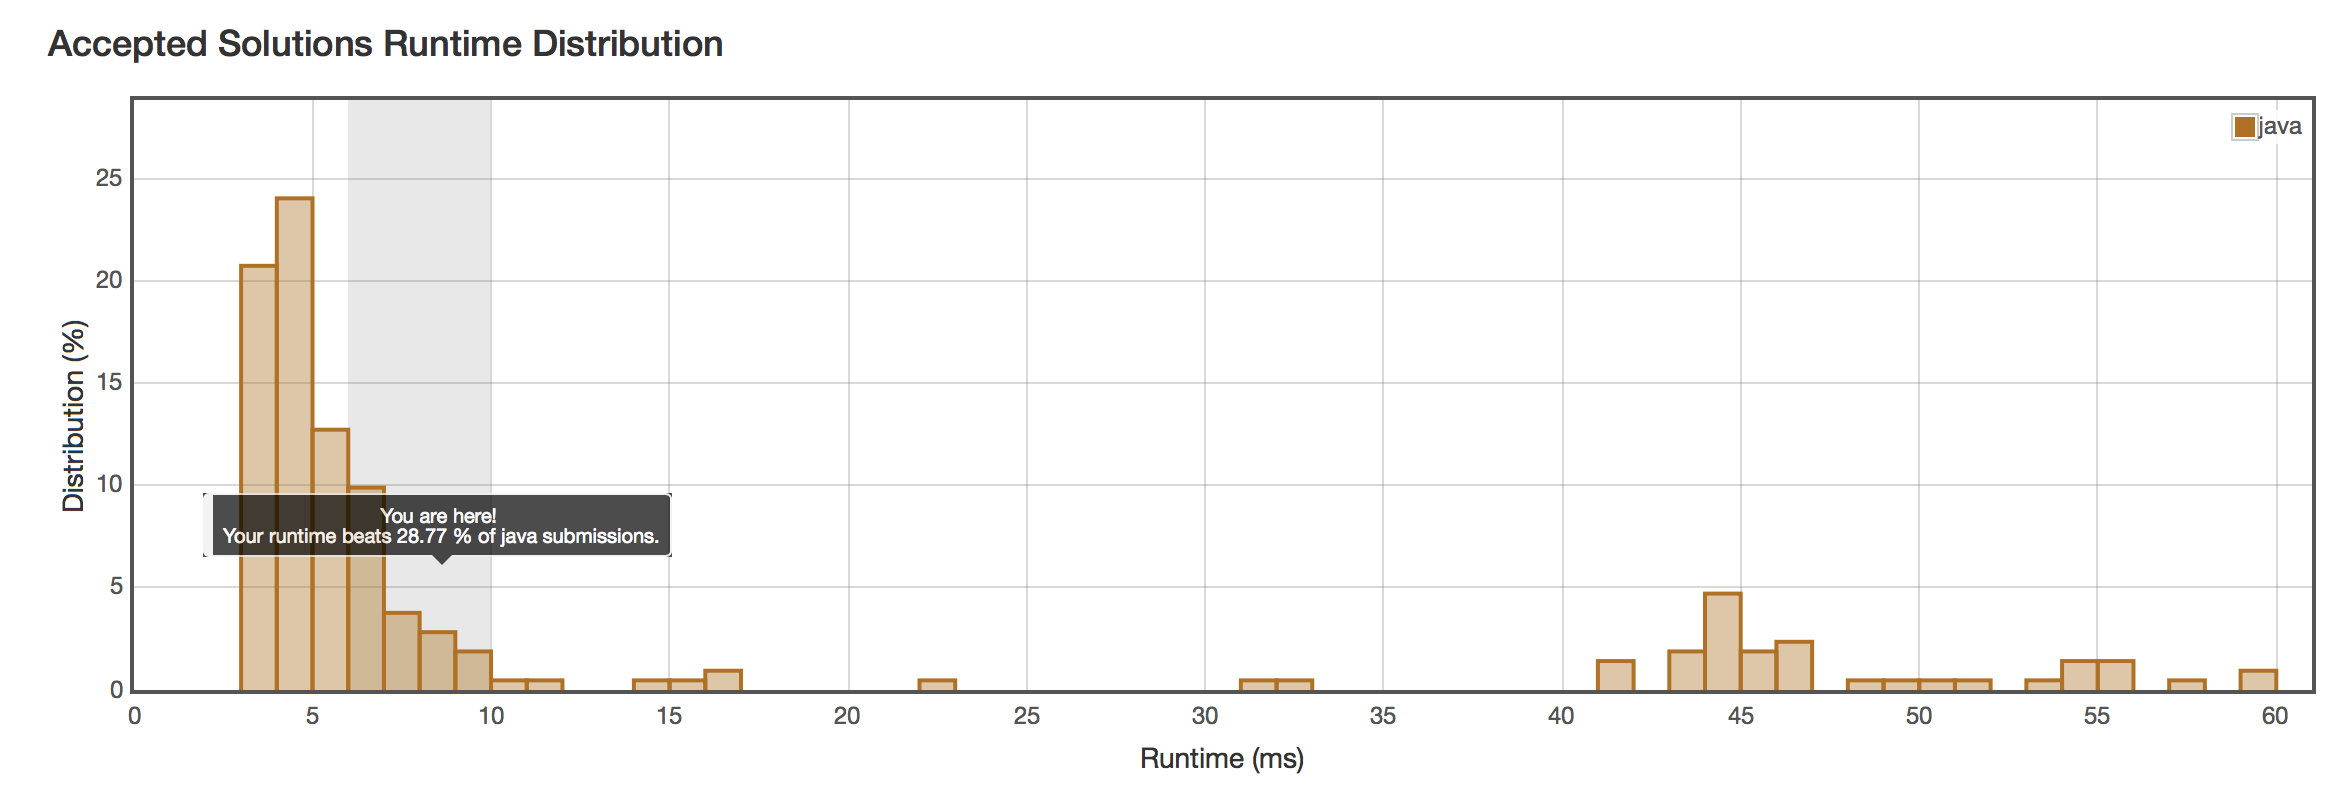 Accepted Solutions Runtime Distribution
java
25
20
15
10
5
0
Distribution (%)
You are here!
Your runtime beats 28.77 % of java submissions.
0 5 10 15 20 25 30 35 40 45 50 55 60
Runtime (ms)